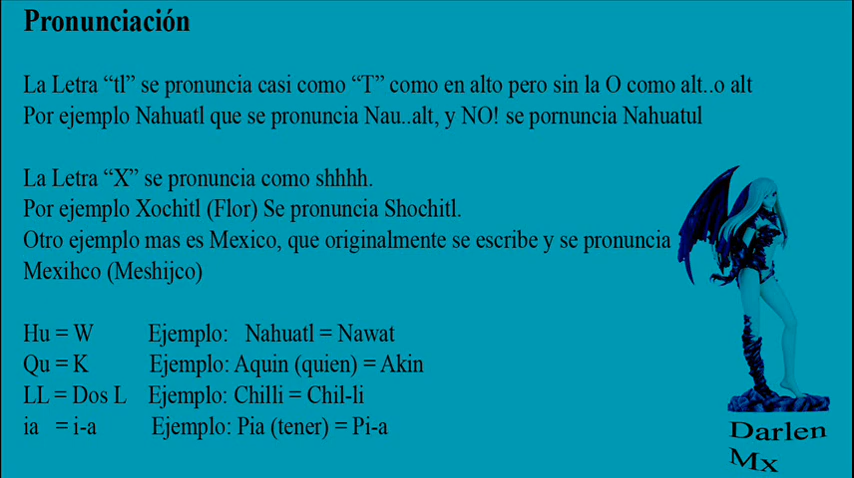 Pronunciación
La Letra “tl” se pronuncia casi como “T” como en alto pero sin la O como alt..o alt
Por ejemplo Nahuatl que se pronuncia Nau..alt, y NO! se pornuncia Nahuatul
La Letra “X” se pronuncia como shhhh.
Por ejemplo Xochitl (Flor) Se pronuncia Shochitl.
Otro ejemplo mas es Mexico, que originalmente se escribe y se pronuncia
Mexihco (Meshijco)
Hu = W Ejemplo: Nahuatl = Nawat
Qu = K Ejemplo: Aquin (quien) = Akin
LL = Dos L Ejemplo: Chilli = Chil-li
ia = i-a Ejemplo: Pia (tener) = Pi-a
Darlen
Mx